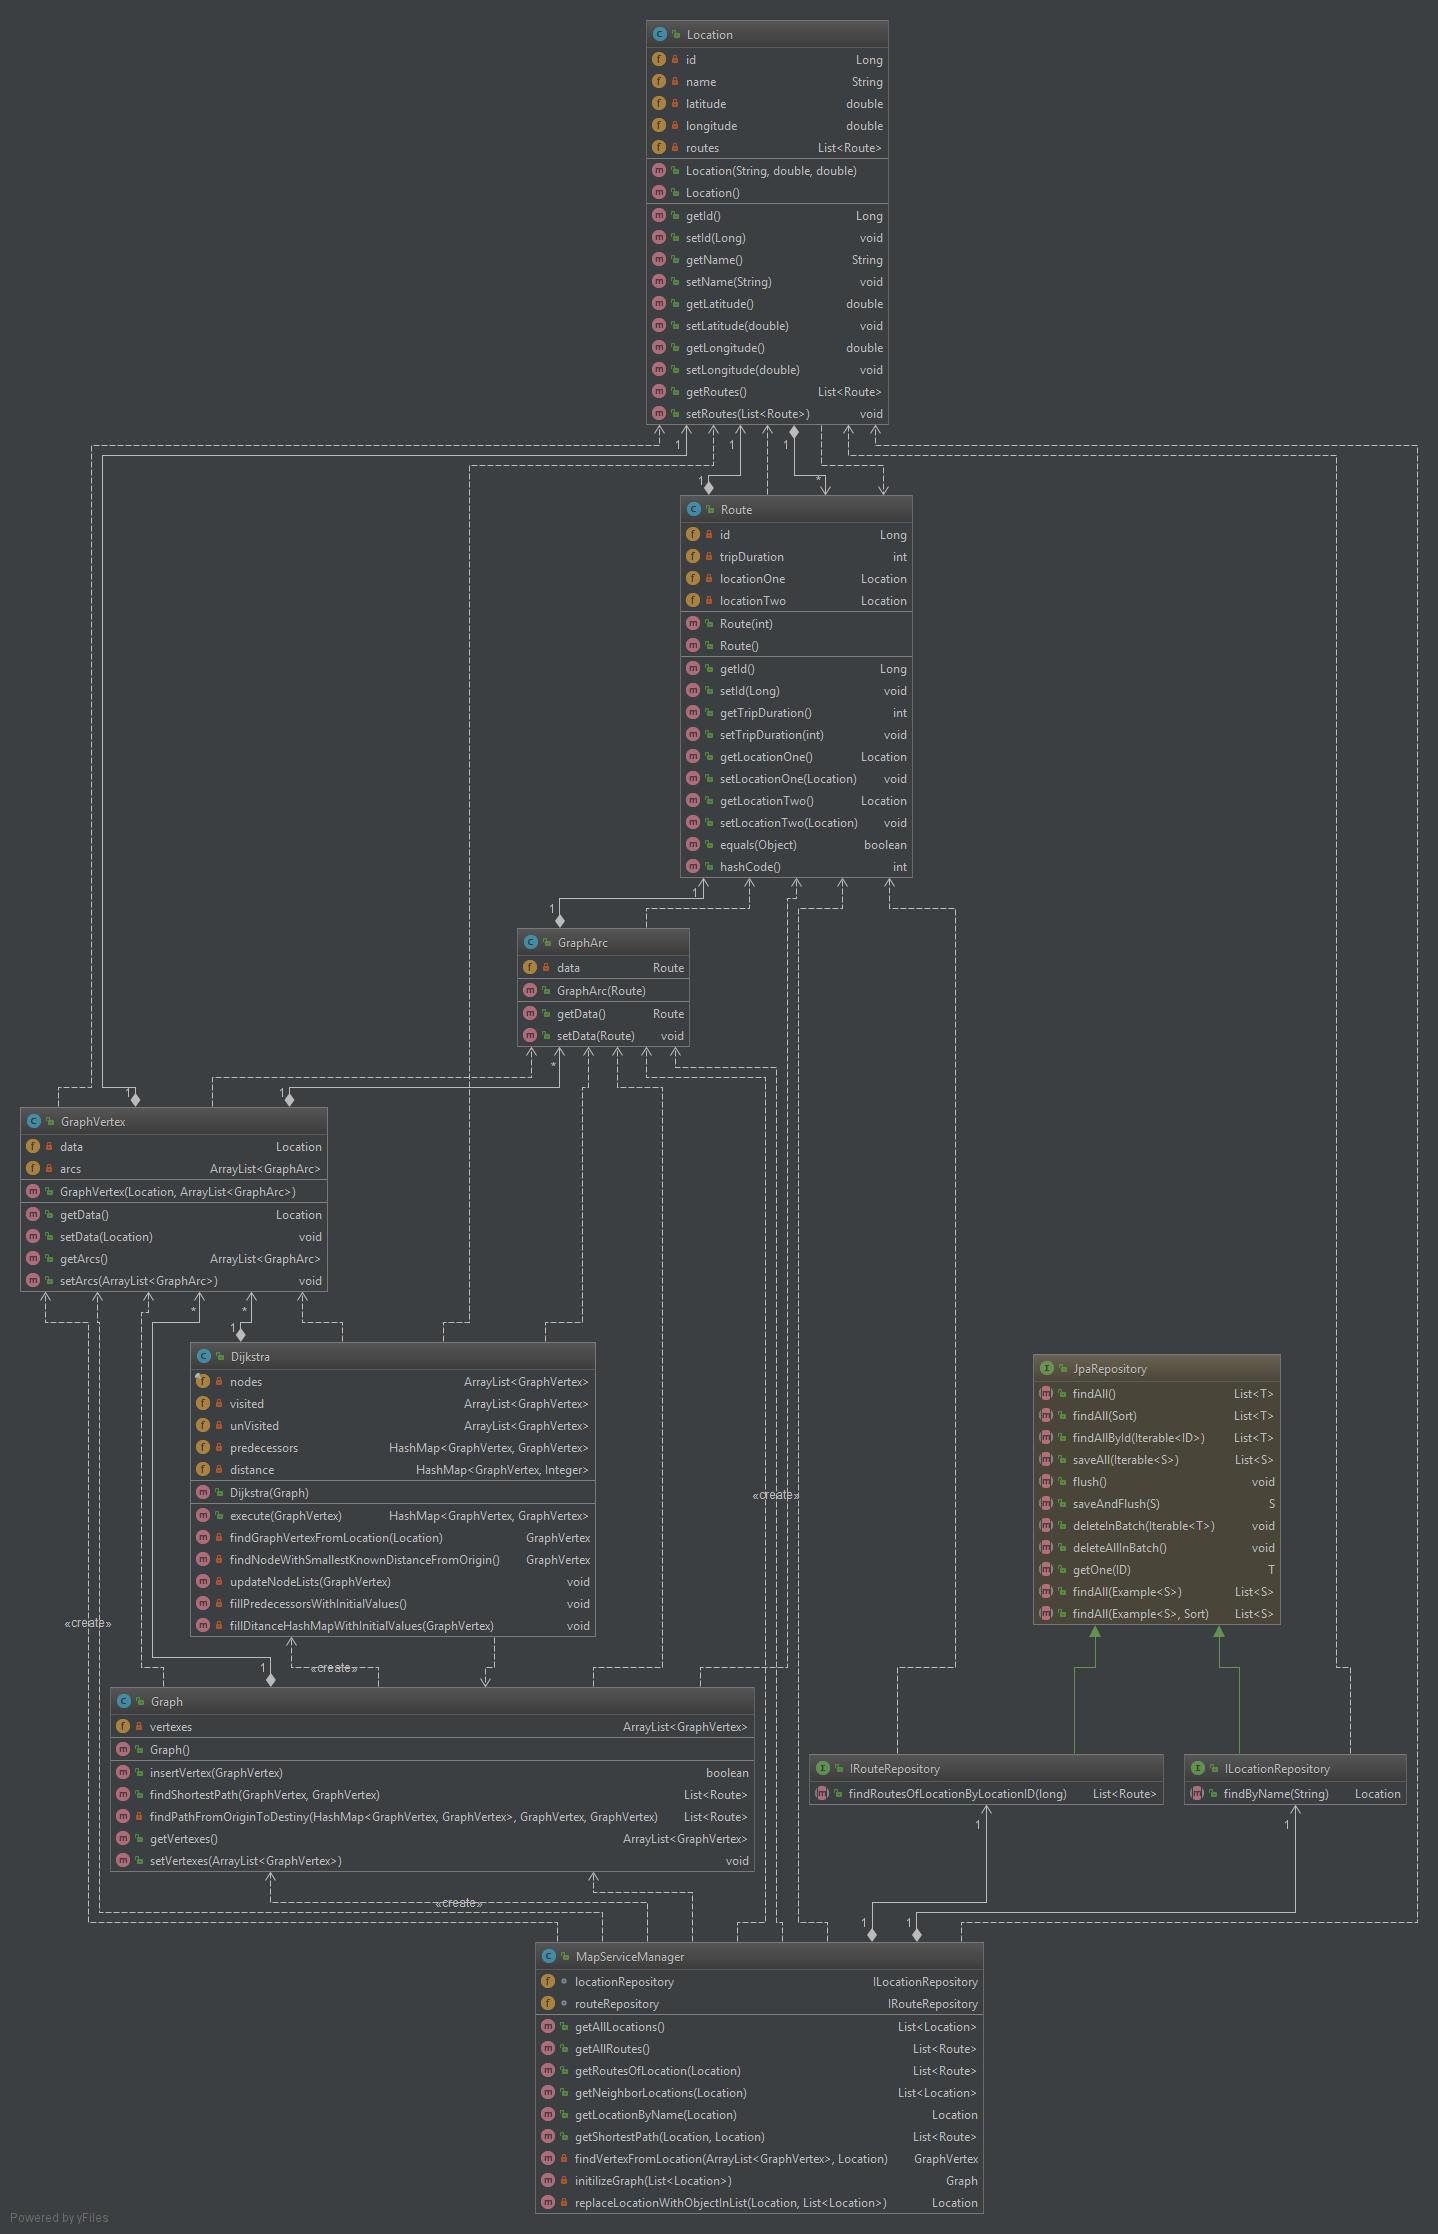 Location
id Long
name String
latitude double
longitude double
routes List<Route>
Location(String, double, double)
Location()
getId() Long
setId(Long) void
getName() String
setName(String) void
getLatitude() double
setLatitude(double) void
getLongitude() double
setLongitude(double) void
getRoutes() List<Route>
setRoutes(List<Route>) void
1 1 1
1 *
Route
id Long
tripDuration int
locationOne Location
locationTwo Location
Route(int)
Route()
getId() Long
setId(Long) void
getTripDuration() int
setTripDuration(int) void
getLocationOne() Location
setLocationOne(Location) void
getLocationTwo() Location
setLocationTwo(Location) void
equals(Object) boolean
hashCode() int
1
1
GraphArc
data Route
GraphArc(Route)
getData() Route
setData(Route) void
*
1 1
GraphVertex
data Location
arcs ArrayList<GraphArc>
GraphVertex(Location, ArrayList<GraphArc>)
getData() Location
setData(Location) void
getArcs() ArrayList<GraphArc>
setArcs(ArrayList<GraphArc>) void
* *
1
Dijkstra
nodes ArrayList<GraphVertex>
visited ArrayList<GraphVertex>
unVisited ArrayList<GraphVertex>
predecessors HashMap<GraphVertex, GraphVertex>
distance HashMap<GraphVertex, Integer>
Dijkstra(Graph)
execute(GraphVertex) HashMap<GraphVertex, GraphVertex>
findGraphVertexFromLocation(Location) GraphVertex
findNodeWithSmallestKnownDistanceFromOrigin() GraphVertex
updateNodeLists(GraphVertex) void
fillPredecessorsWithInitialValues() void
fillDitanceHashMapWithInitialValues(GraphVertex) void
«create»
«create»
JpaRepository
findAll() List<T>
findAll(Sort) List<T>
findAllById(Iterable<ID>) List<T>
saveAll(Iterable<S>) List<S>
flush() void
saveAndFlush(S) S
deleteInBatch(Iterable<T>) void
deleteAllInBatch() void
getOne(ID) T
findAll(Example<S>) List<S>
findAll(Example<S>, Sort) List<S>
1 «create»
Graph
vertexes ArrayList<GraphVertex>
Graph()
insertVertex(GraphVertex) boolean
findShortestPath(GraphVertex, GraphVertex) List<Route>
findPathFromOriginToDestiny(HashMap<GraphVertex, GraphVertex>, GraphVertex, GraphVertex) List<Route>
getVertexes() ArrayList<GraphVertex>
setVertexes(ArrayList<GraphVertex>) void
IRouteRepository
findRoutesOfLocationByLocationID(long) List<Route>
ILocationRepository
findByName(String) Location
1 1
«create»
1 1
MapServiceManager
locationRepository ILocationRepository
routeRepository IRouteRepository
getAllLocations() List<Location>
getAllRoutes() List<Route>
getRoutesOfLocation(Location) List<Route>
getNeighborLocations(Location) List<Location>
getLocationByName(Location) Location
getShortestPath(Location, Location) List<Route>
findVertexFromLocation(ArrayList<GraphVertex>, Location) GraphVertex
initilizeGraph(List<Location>) Graph
replaceLocationWithObjectInList(Location, List<Location>) Location
Powered by yFiles